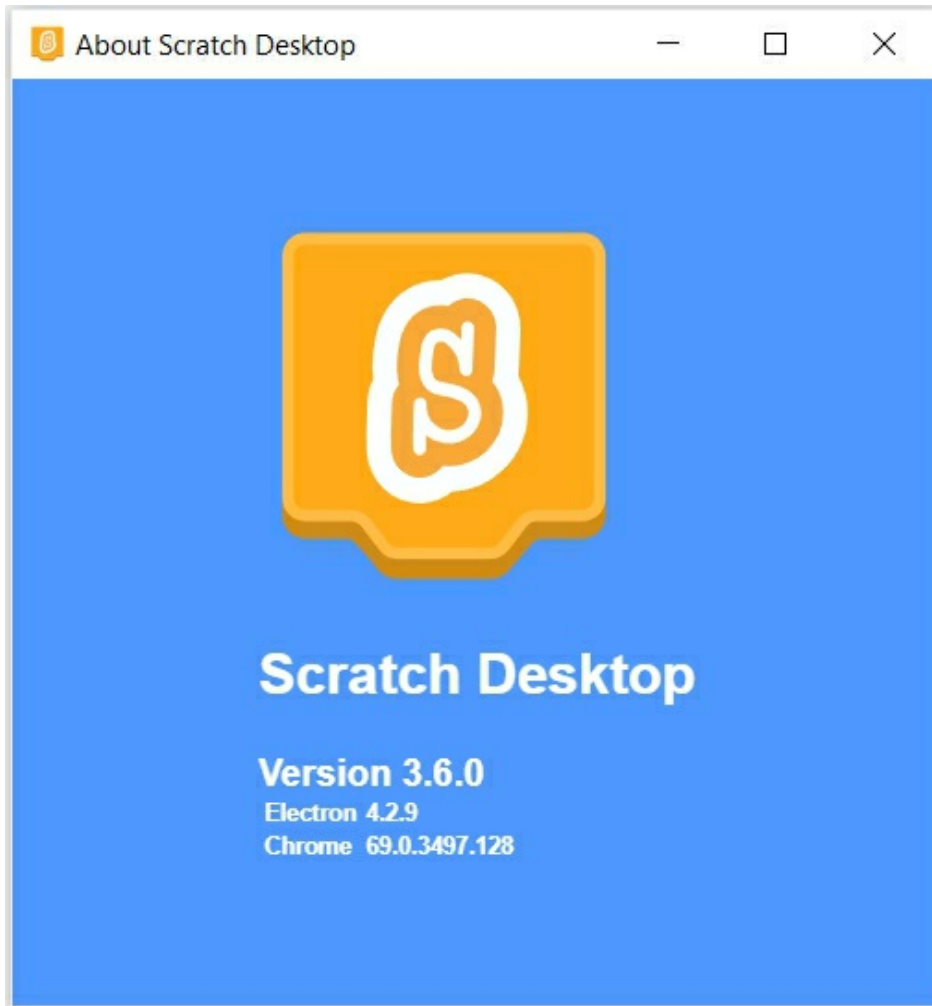 About Scratch Desktop
S
Scratch Desktop
Version 3.6.0
Electron 4.2.9
Chrome 69.0.3497.128